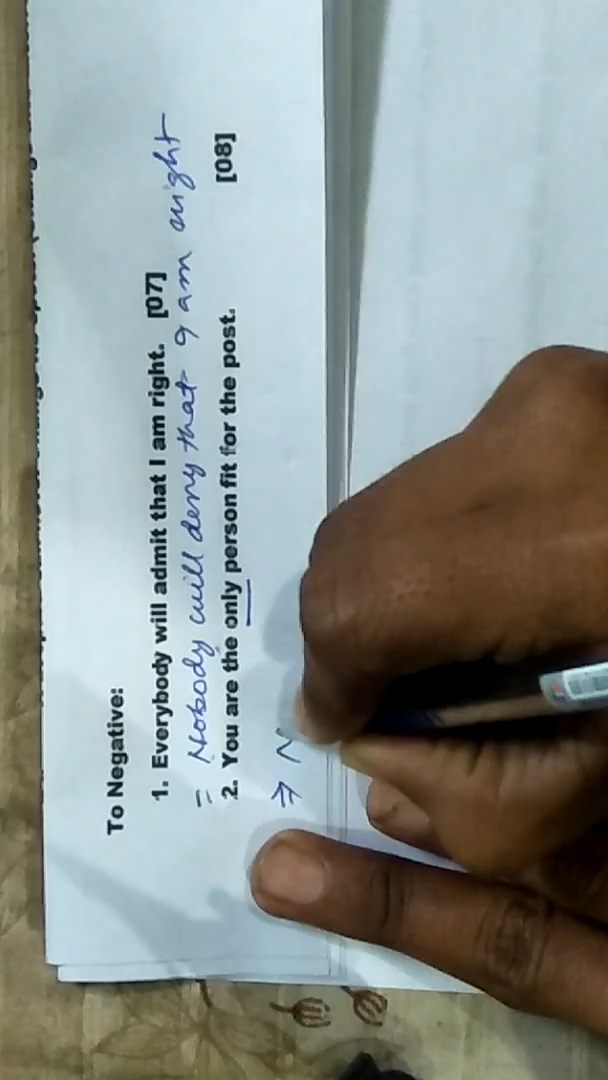 To Negative:
1. Everybody will admit that I am right. [07]
= Nobody will deny that I am right
2. You are the only person fit for the post. [08]
⇒ N